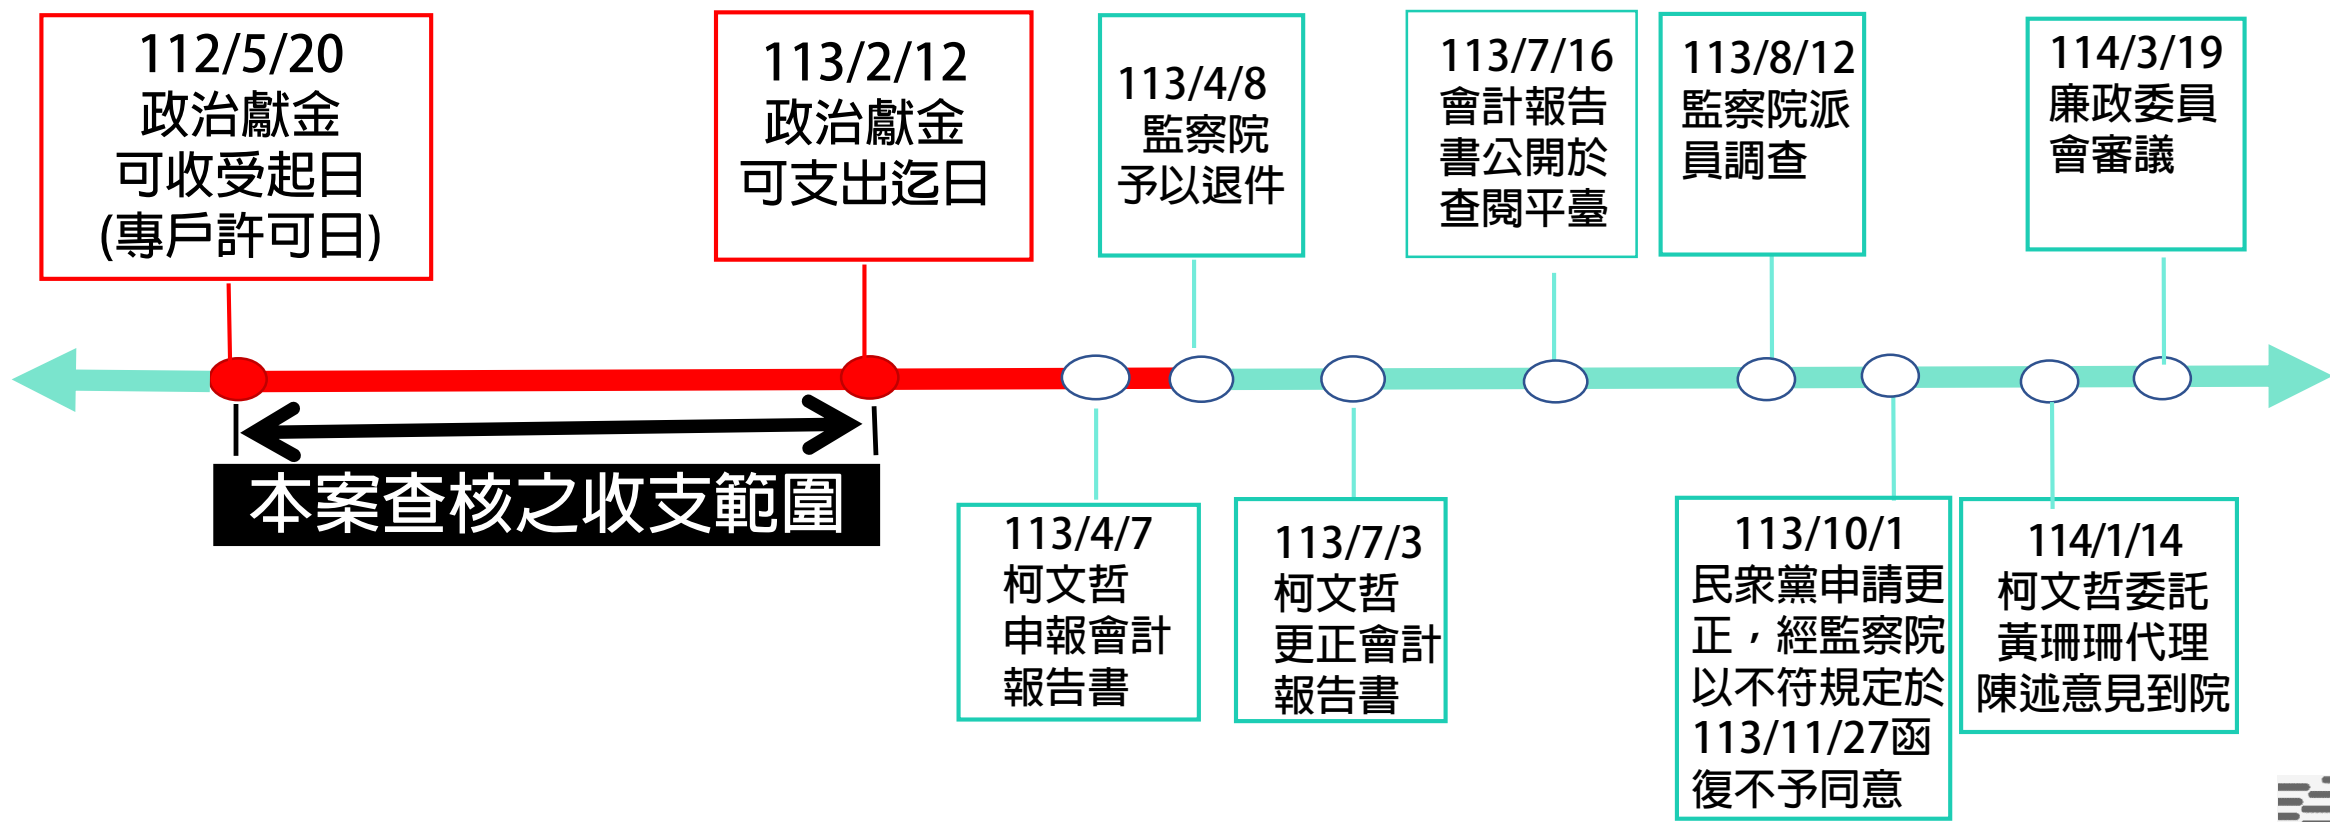 112/5/20
政治獻金
可收受起日
(專戶許可日)
113/2/12
政治獻金
可支出迄日
113/4/8
監察院
予以退件
113/7/16
會計報告
書公開於
查閱平臺
113/8/12
監察院派
員調查
114/3/19
廉政委員
會審議
本案查核之收支範圍
113/4/7
柯文哲
申報會計
報告書
113/7/3
柯文哲
更正會計
報告書
113/10/1
民眾黨申請更
正，經監察院
以不符規定於
113/11/27函
復不予同意
114/1/14
柯文哲委託
黃珊珊代理
陳述意見到院